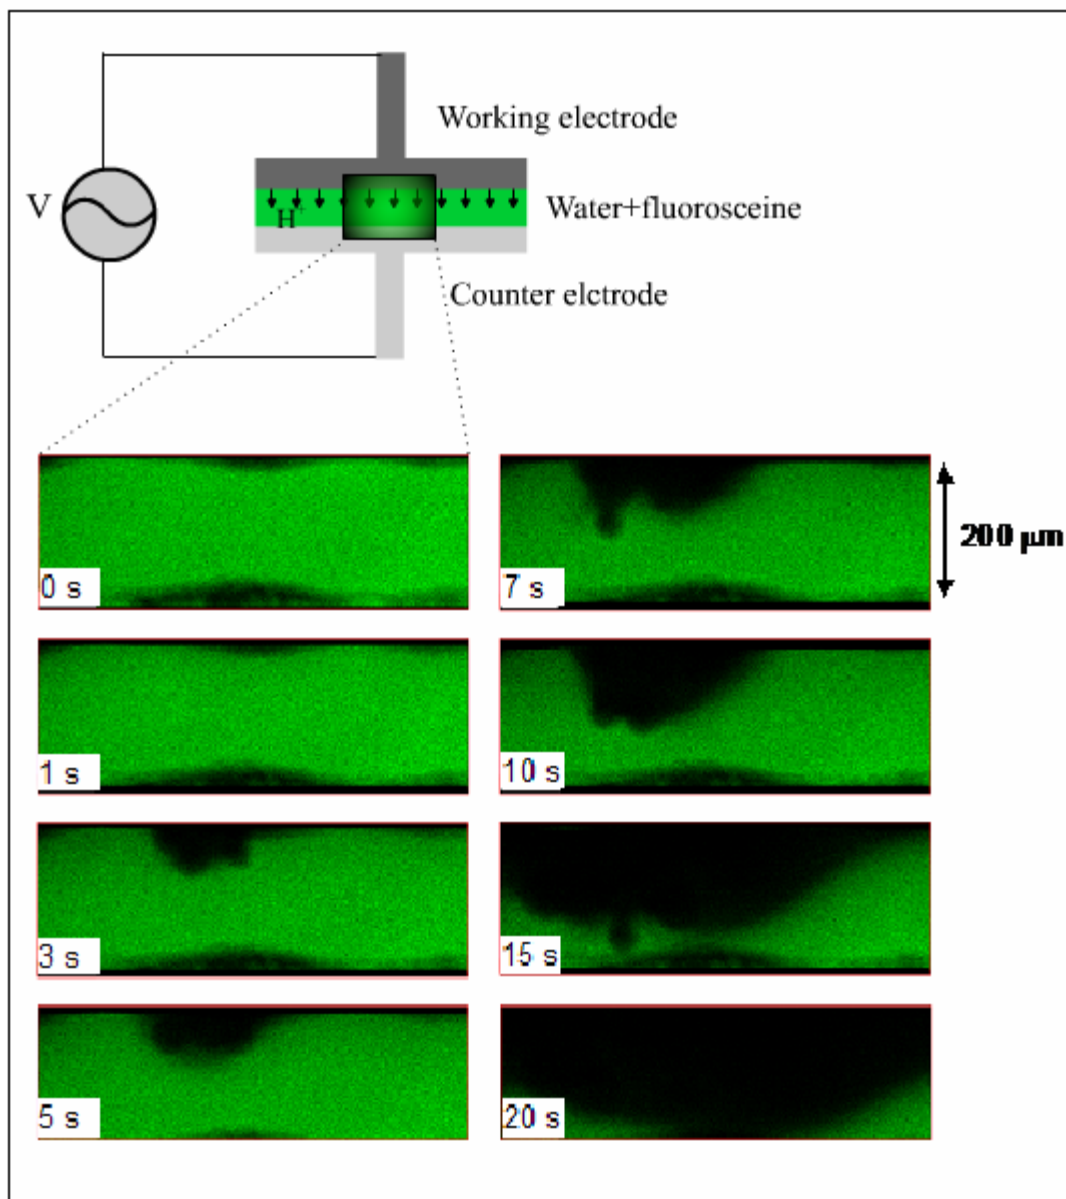 Working electrode
V
H⁺
Water+fluorosceine
Counter elctrode
0 s
7 s
200 µm
1 s
10 s
3 s
15 s
5 s
20 s